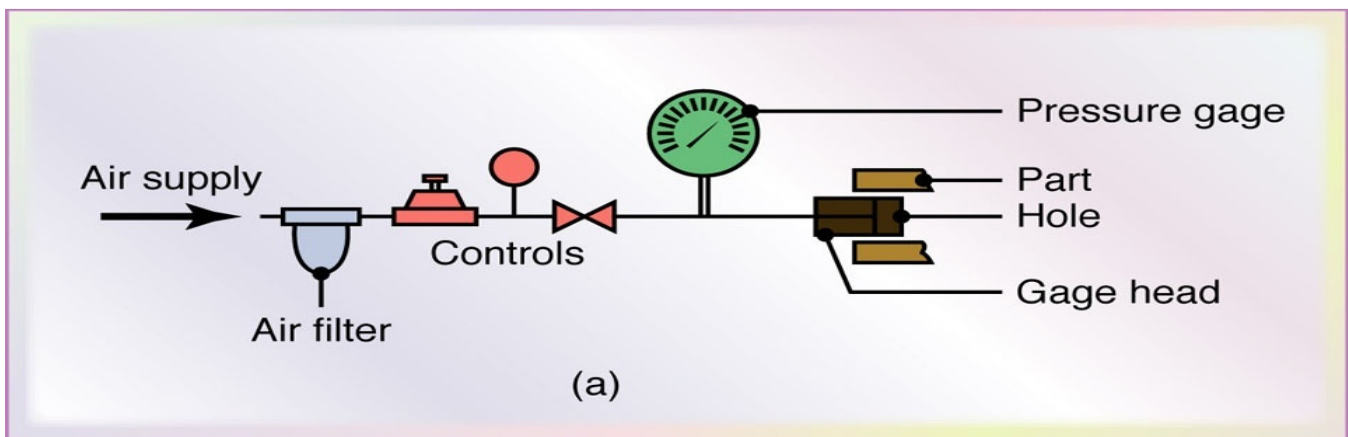 Pressure gage
Air supply
Part
Hole
Controls
Gage head
Air filter
(a)